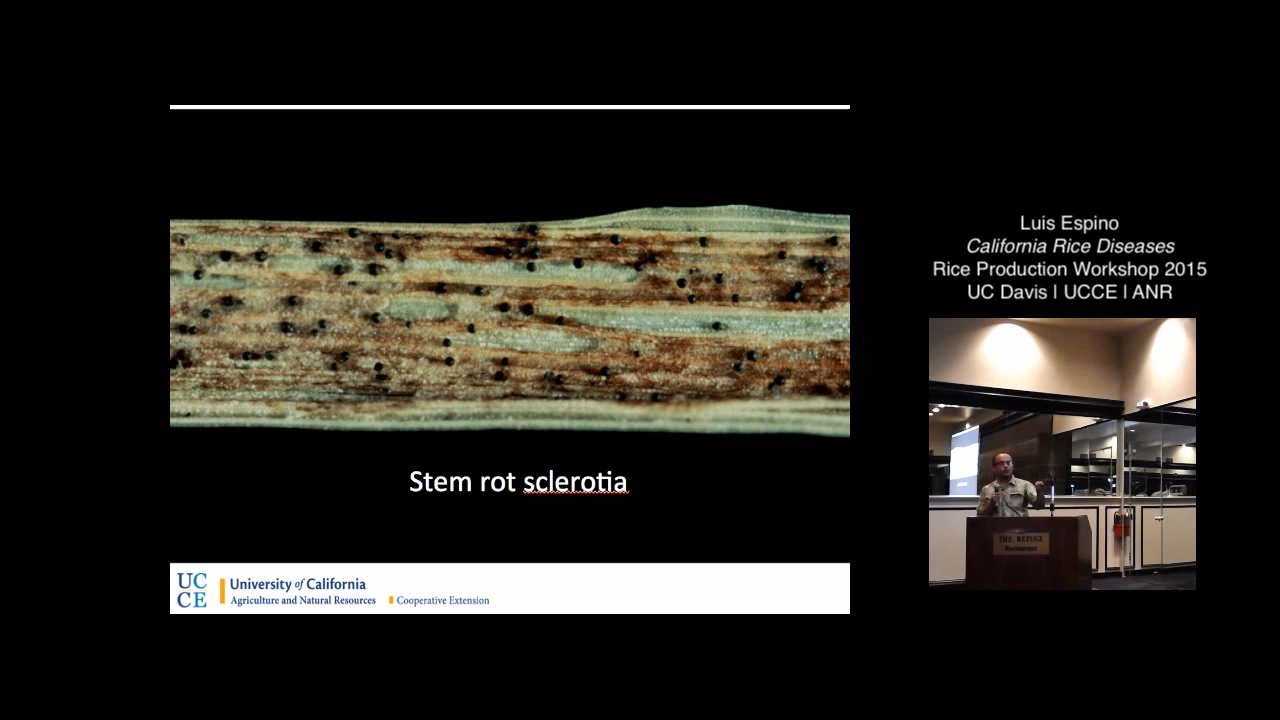 Stem rot sclerotia
UC
CE
University of California
Agriculture and Natural Resources
Cooperative Extension
Luis Espino
California Rice Diseases
Rice Production Workshop 2015
UC Davis | UCCE | ANR
THE REFUGE
Restaurant